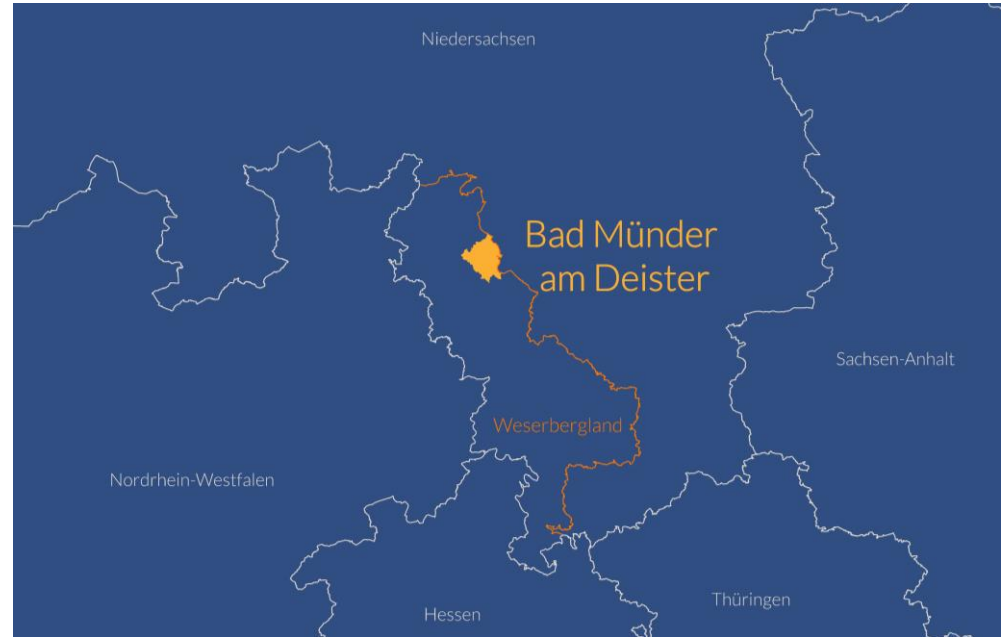 Niedersachsen
Bad Münder
am Deister
Sachsen-Anhalt
Weserbergland
Nordrhein-Westfalen
Thüringen
Hessen